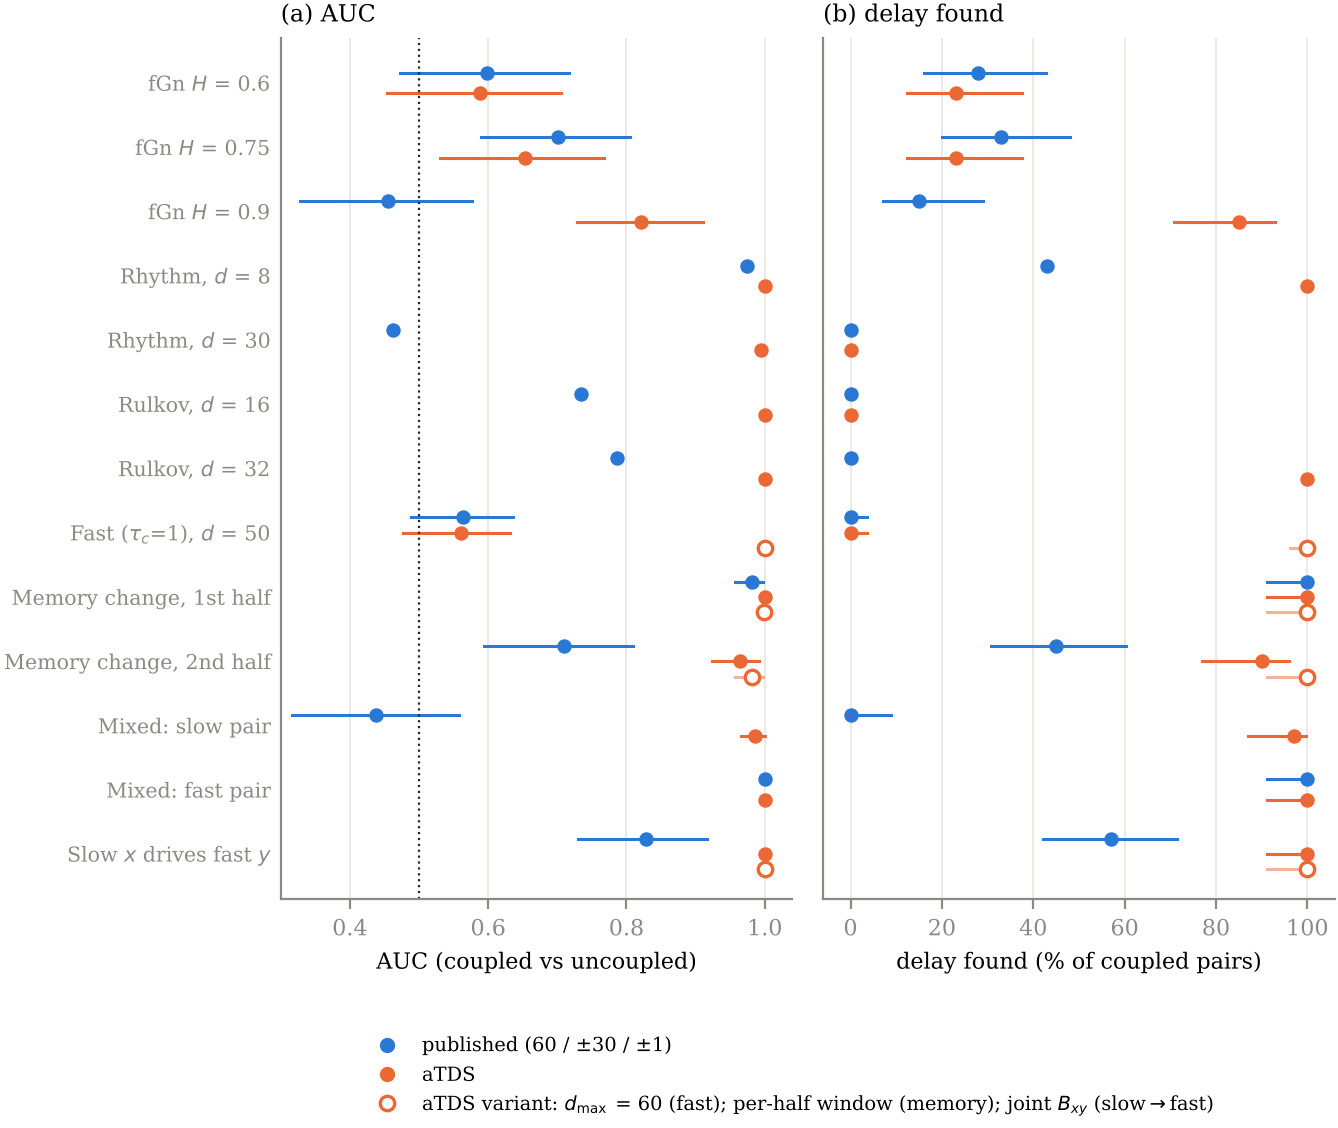 (a) AUC
(b) delay found
fGn H = 0.6
fGn H = 0.75
fGn H = 0.9
Rhythm, d = 8
Rhythm, d = 30
Rulkov, d = 16
Rulkov, d = 32
Fast (τc=1), d = 50
Memory change, 1st half
Memory change, 2nd half
Mixed: slow pair
Mixed: fast pair
Slow x drives fast y
0.4 0.6 0.8 1.0
0 20 40 60 80 100
AUC (coupled vs uncoupled)
delay found (% of coupled pairs)
published (60 / ±30 / ±1)
aTDS
aTDS variant: dmax = 60 (fast); per-half window (memory); joint Bxy (slow→fast)